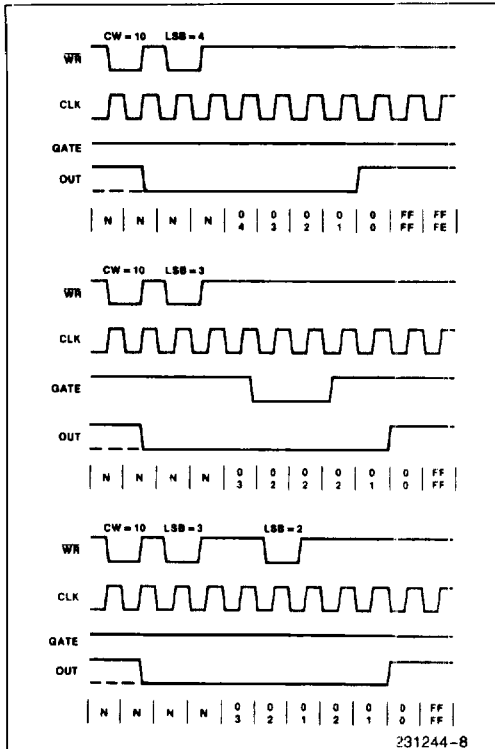 CW = 10 LSB = 4
WR
CLK
GATE
OUT
N N N N 0 0 0 0 0 FF FF
4 3 2 1 0 FF FE
CW = 10 LSB = 3
WR
CLK
GATE
OUT
N N N N 0 0 0 0 0 0 FF
3 2 2 2 1 0 FF
CW = 10 LSB = 3 LSB = 2
WR
CLK
GATE
OUT
N N N N 0 0 0 0 0 0 FF
3 2 1 2 1 0 FF
231244-8